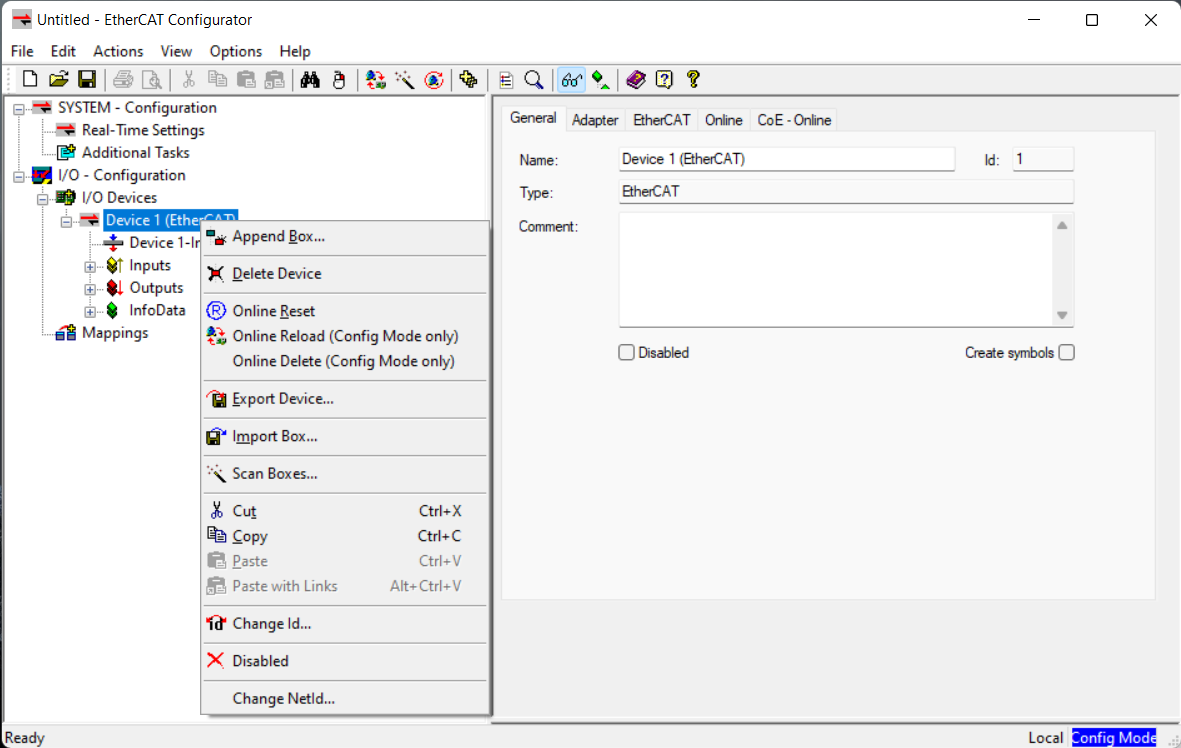 Untitled - EtherCAT Configurator
File Edit Actions View Options Help
SYSTEM - Configuration
Real-Time Settings
Additional Tasks
I/O - Configuration
I/O Devices
Device 1 (EtherCAT)
Device 1-Ir
Inputs
Outputs
InfoData
Mappings
Append Box...
Delete Device
Online Reset
Online Reload (Config Mode only)
Online Delete (Config Mode only)
Export Device...
Import Box...
Scan Boxes...
Cut Ctrl+X
Copy Ctrl+C
Paste Ctrl+V
Paste with Links Alt+Ctrl+V
Change Id...
Disabled
Change NetId...
General Adapter EtherCAT Online CoE - Online
Name: Device 1 (EtherCAT) Id: 1
Type: EtherCAT
Comment:
Disabled Create symbols
Ready Local Config Mode